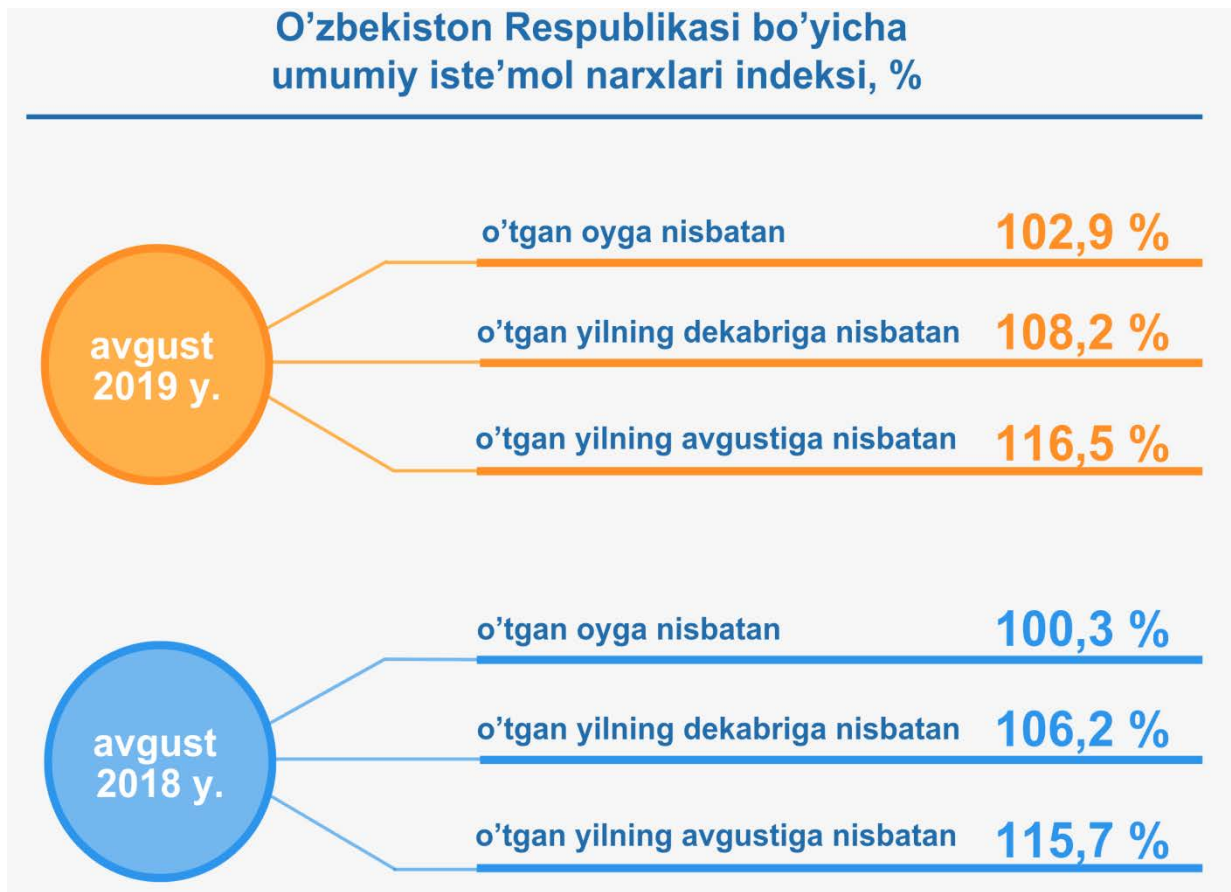 O’zbekiston Respublikasi bo’yicha
umumiy iste’mol narxlari indeksi, %
avgust
2019 y.
o’tgan oyga nisbatan 102,9 %
o’tgan yilning dekabriga nisbatan 108,2 %
o’tgan yilning avgustiga nisbatan 116,5 %
avgust
2018 y.
o’tgan oyga nisbatan 100,3 %
o’tgan yilning dekabriga nisbatan 106,2 %
o’tgan yilning avgustiga nisbatan 115,7 %